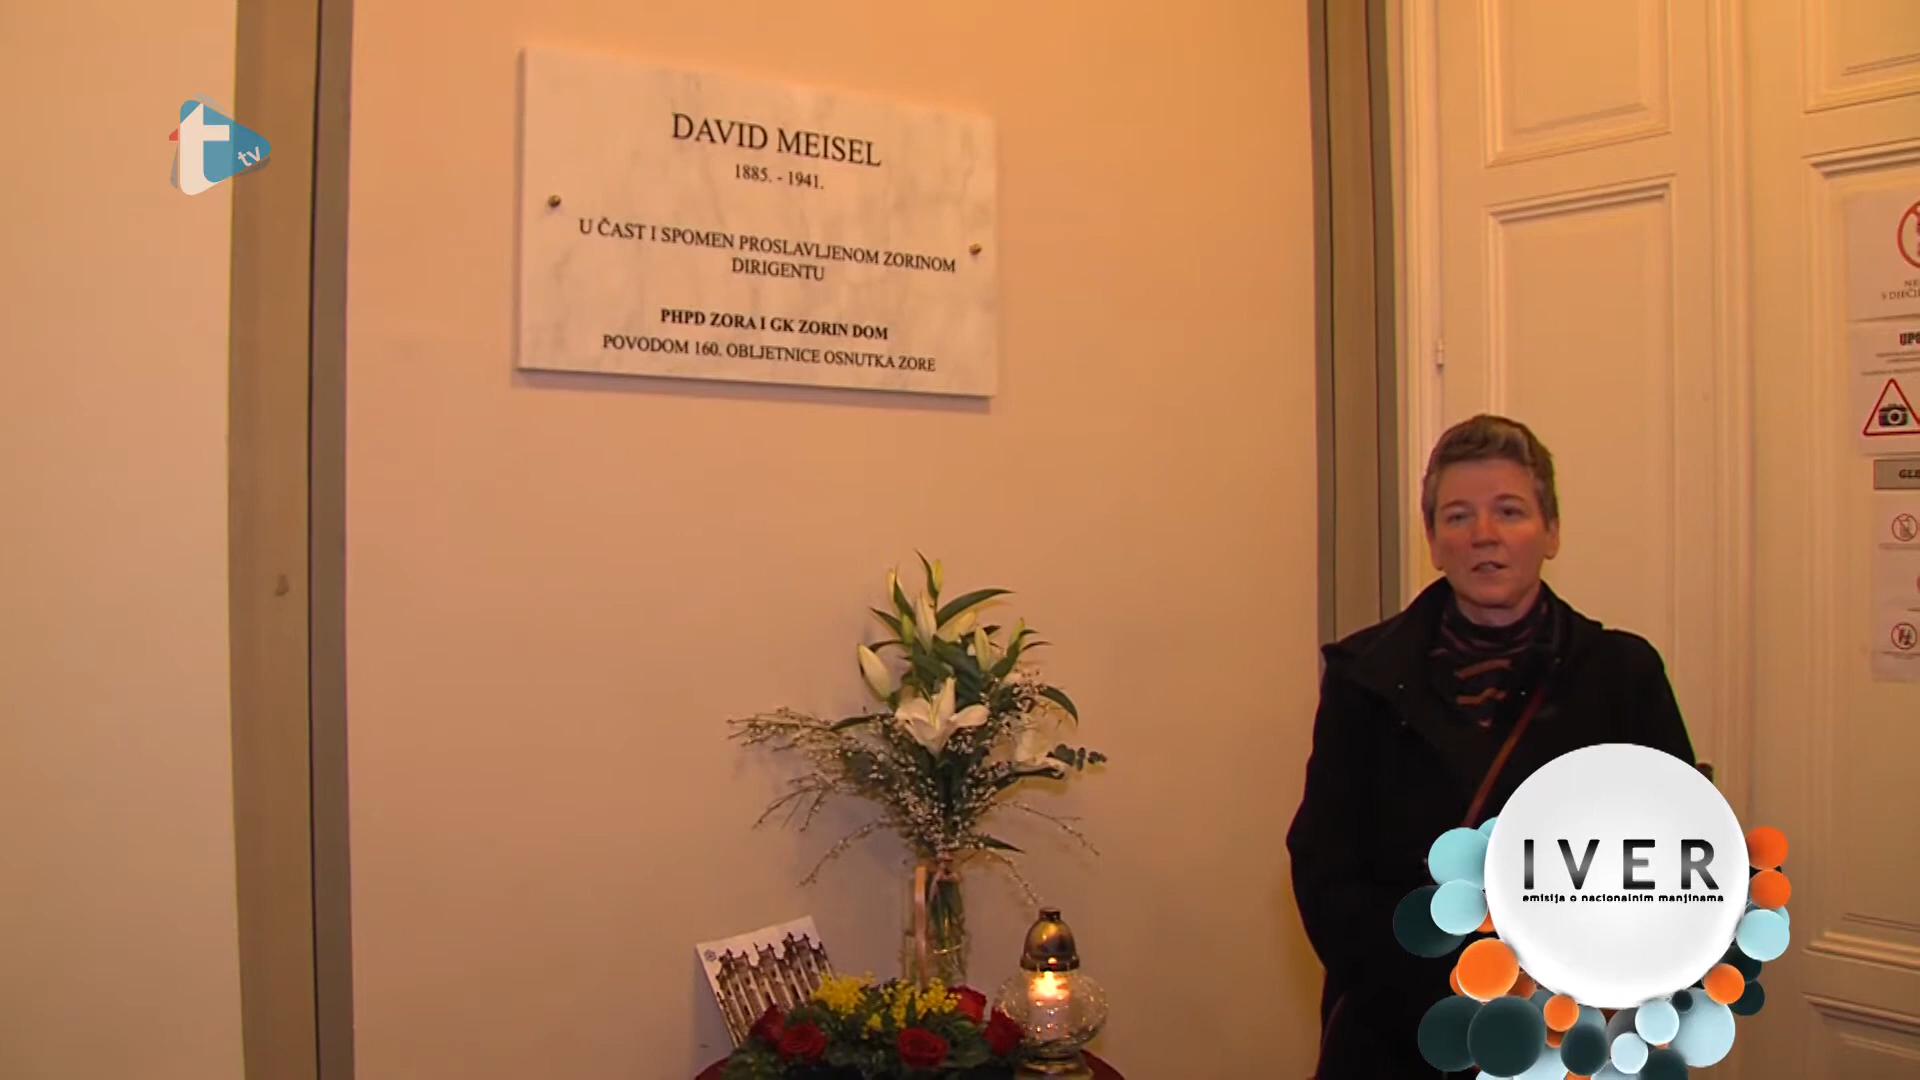 t tv
DAVID MEISEL
1885. - 1941.
U ČAST I SPOMEN PROSLAVLJENOM ZORINOM
DIRIGENTU
PHPD ZORA I GK ZORIN DOM
POVODOM 160. OBLJETNICE OSNUTKA ZORE
IVER
emisija o nacionalnim manjinama